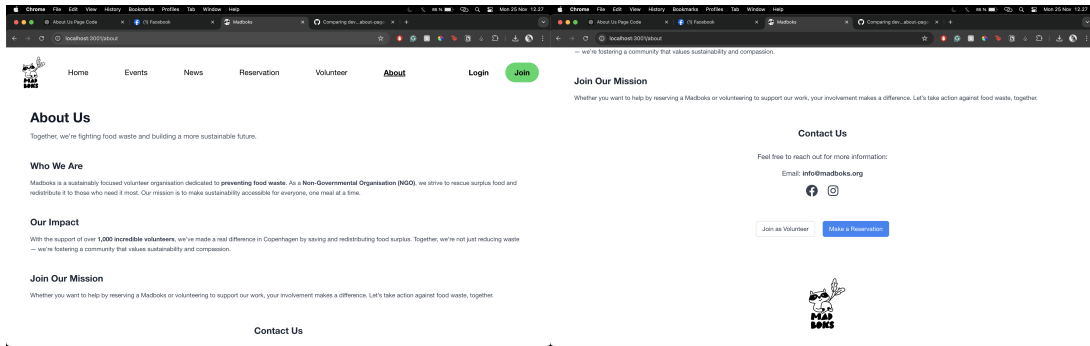 Chrome File Edit View History Bookmarks Profiles Tab Window Help
Mon 25 Nov 12.27
About Us Page Code
(1) Facebook
Madboks
Comparing dev...about-page
localhost:3001/about
MAD
BOKS
Home Events News Reservation Volunteer About Login Join
About Us
Together, we're fighting food waste and building a more sustainable future.
Who We Are
Madboks is a sustainably focused volunteer organisation dedicated to preventing food waste. As a Non-Governmental Organisation (NGO), we strive to rescue surplus food and
redistribute it to those who need it most. Our mission is to make sustainability accessible for everyone, one meal at a time.
Our Impact
With the support of over 1,000 incredible volunteers, we've made a real difference in Copenhagen by saving and redistributing food surplus. Together, we're not just reducing waste
— we're fostering a community that values sustainability and compassion.
Join Our Mission
Whether you want to help by reserving a Madboks or volunteering to support our work, your involvement makes a difference. Let's take action against food waste, together.
Contact Us
Chrome File Edit View History Bookmarks Profiles Tab Window Help
Mon 25 Nov 12.27
About Us Page Code
(1) Facebook
Madboks
Comparing dev...about-page
localhost:3001/about
— we're fostering a community that values sustainability and compassion.
Join Our Mission
Whether you want to help by reserving a Madboks or volunteering to support our work, your involvement makes a difference. Let's take action against food waste, together.
Contact Us
Feel free to reach out for more information:
Email: info@madboks.org
Join as Volunteer
Make a Reservation
MAD
BOKS